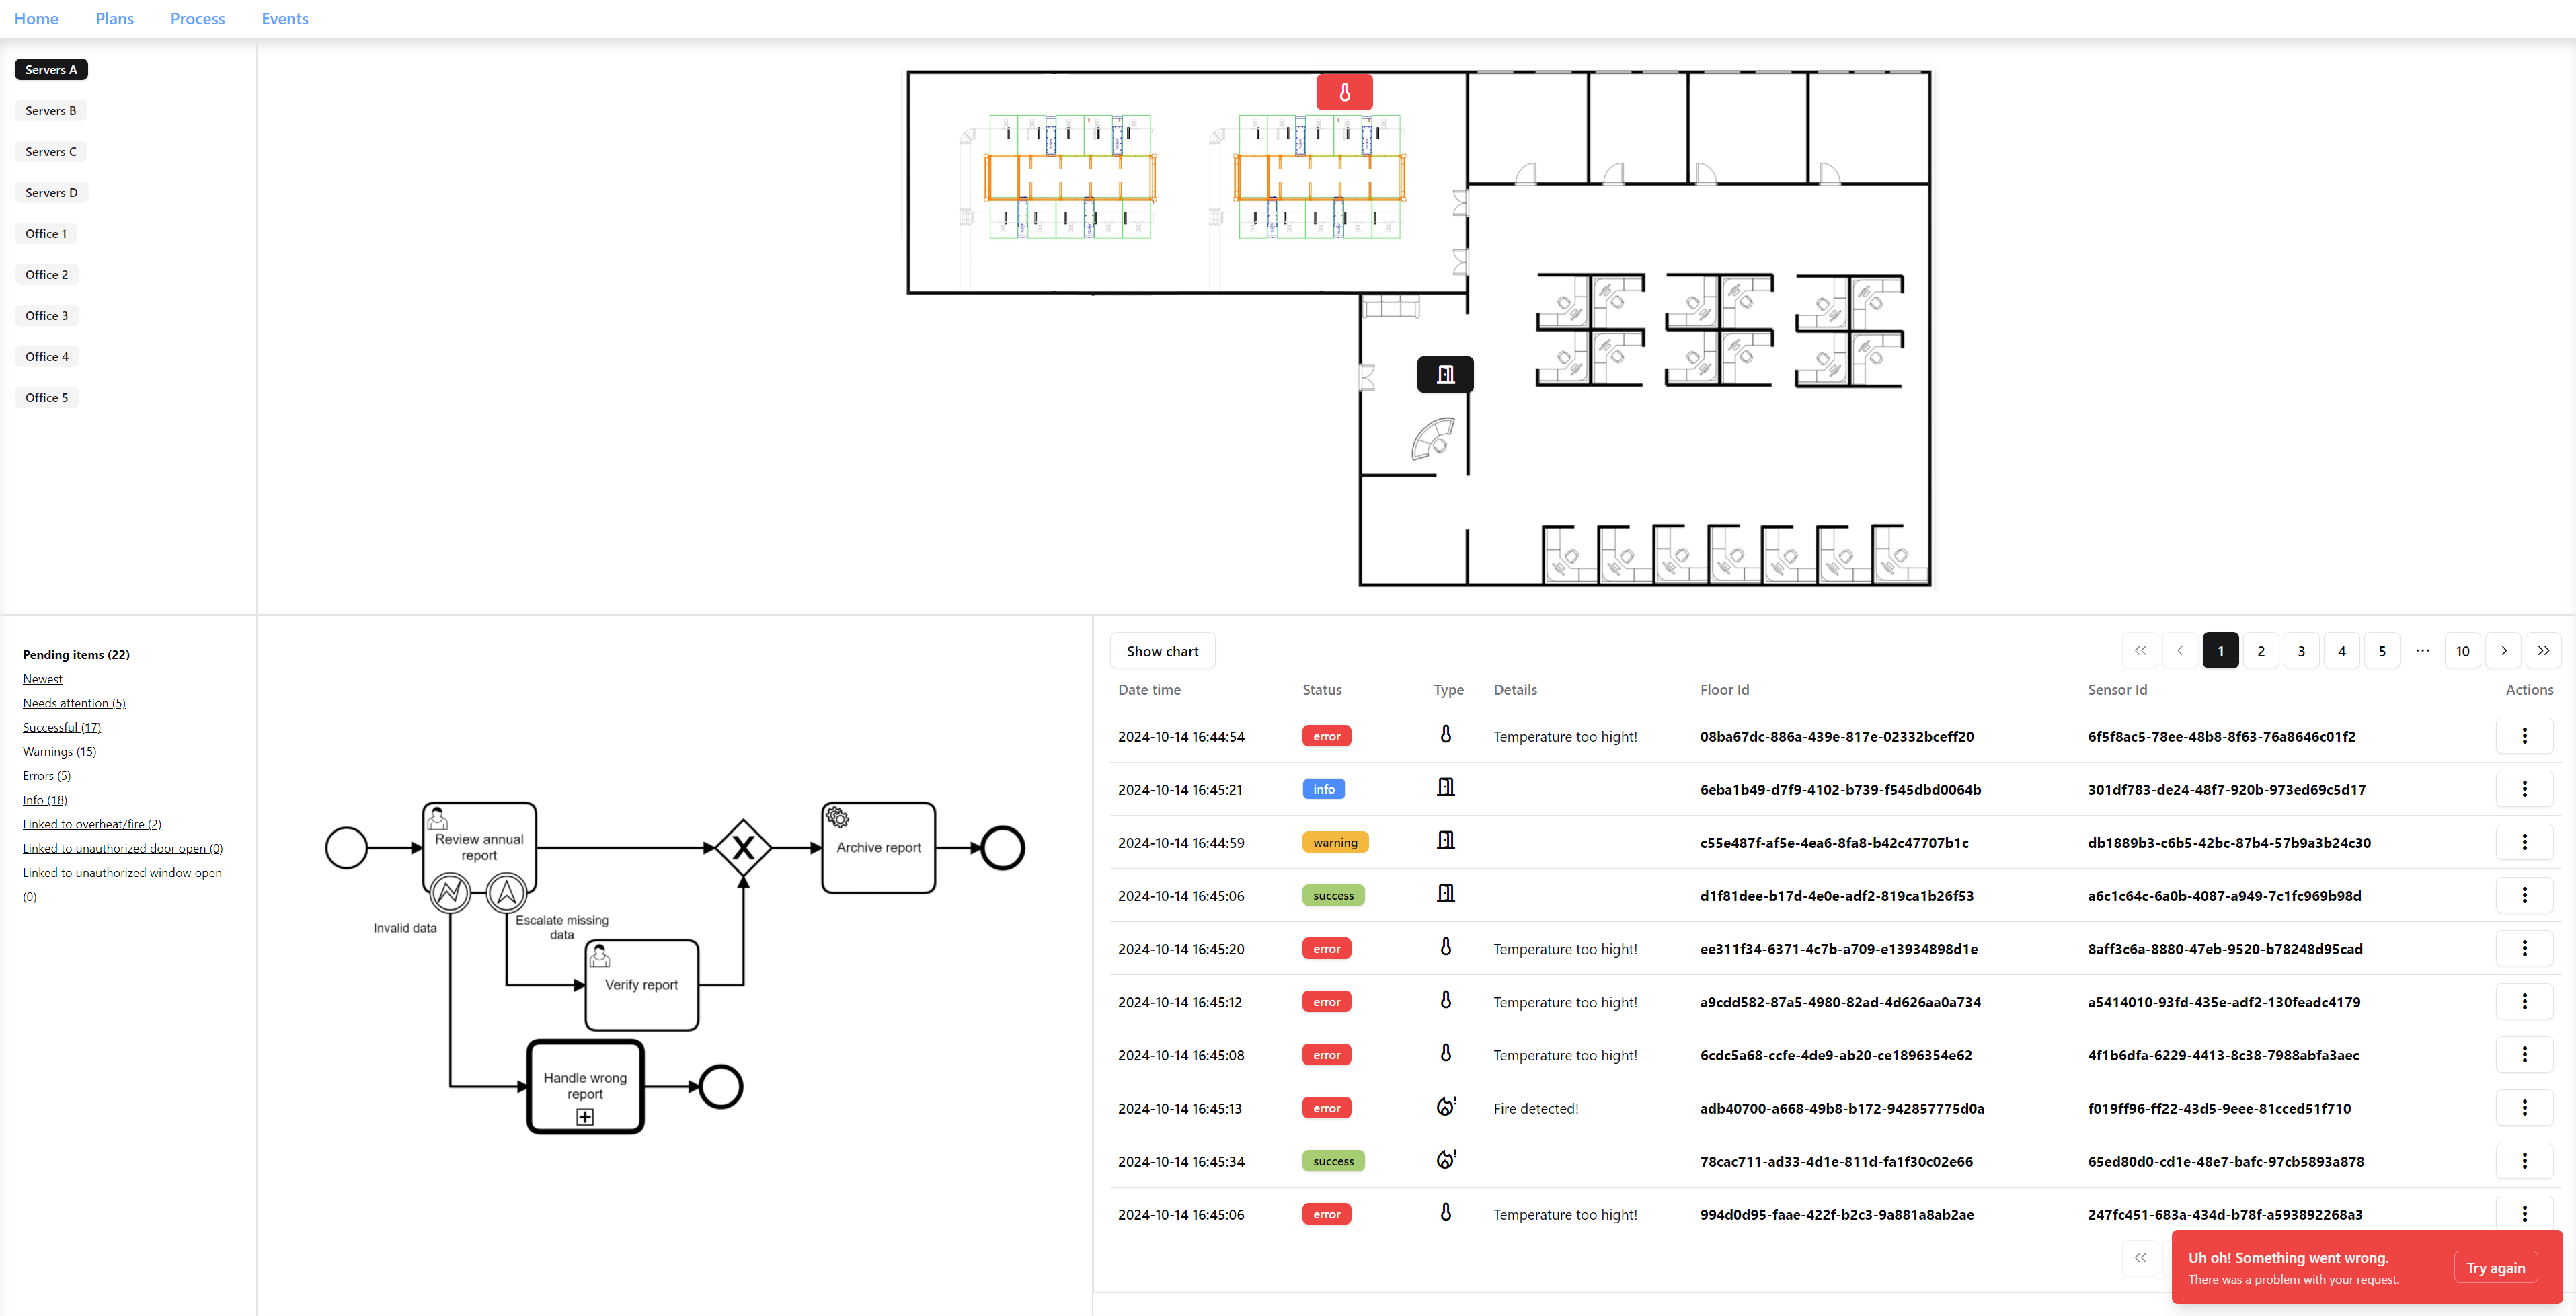 Home Plans Process Events
Servers A
Servers B
Servers C
Servers D
Office 1
Office 2
Office 3
Office 4
Office 5
Pending items (22)
Newest
Needs attention (5)
Successful (17)
Warnings (15)
Errors (5)
Info (18)
Linked to overheat/fire (2)
Linked to unauthorized door open (0)
Linked to unauthorized window open
(0)
Review annual
report
Invalid data
Escalate missing
data
Verify report
Handle wrong
report
X
Archive report
Show chart
1 2 3 4 5 ... 10
Date time Status Type Details Floor Id Sensor Id Actions
2024-10-14 16:44:54 error Temperature too hight! 08ba67dc-886a-439e-817e-02332bceff20 6f5f8ac5-78ee-48b8-8f63-76a8646c01f2
2024-10-14 16:45:21 info 6eba1b49-d7f9-4102-b739-f545dbd0064b 301df783-de24-48f7-920b-973ed69c5d17
2024-10-14 16:44:59 warning c55e487f-af5e-4ea6-8fa8-b42c47707b1c db1889b3-c6b5-42bc-87b4-57b9a3b24c30
2024-10-14 16:45:06 success d1f81dee-b17d-4e0e-adf2-819ca1b26f53 a6c1c64c-6a0b-4087-a949-7c1fc969b98d
2024-10-14 16:45:20 error Temperature too hight! ee311f34-6371-4c7b-a709-e13934898d1e 8aff3c6a-8880-47eb-9520-b78248d95cad
2024-10-14 16:45:12 error Temperature too hight! a9cdd582-87a5-4980-82ad-4d626aa0a734 a5414010-93fd-435e-adf2-130feadc4179
2024-10-14 16:45:08 error Temperature too hight! 6cdc5a68-ccfe-4de9-ab20-ce1896354e62 4f1b6dfa-6229-4413-8c38-7988abfa3aec
2024-10-14 16:45:13 error Fire detected! adb40700-a668-49b8-b172-942857775d0a f019ff96-ff22-43d5-9eee-81cced51f710
2024-10-14 16:45:34 success 78cac711-ad33-4d1e-811d-fa1f30c02e66 65ed80d0-cd1e-48e7-bafc-97cb5893a878
2024-10-14 16:45:06 error Temperature too hight! 994d0d95-faae-422f-b2c3-9a881a8ab2ae 247fc451-683a-434d-b78f-a593892268a3
Uh oh! Something went wrong.
There was a problem with your request.
Try again